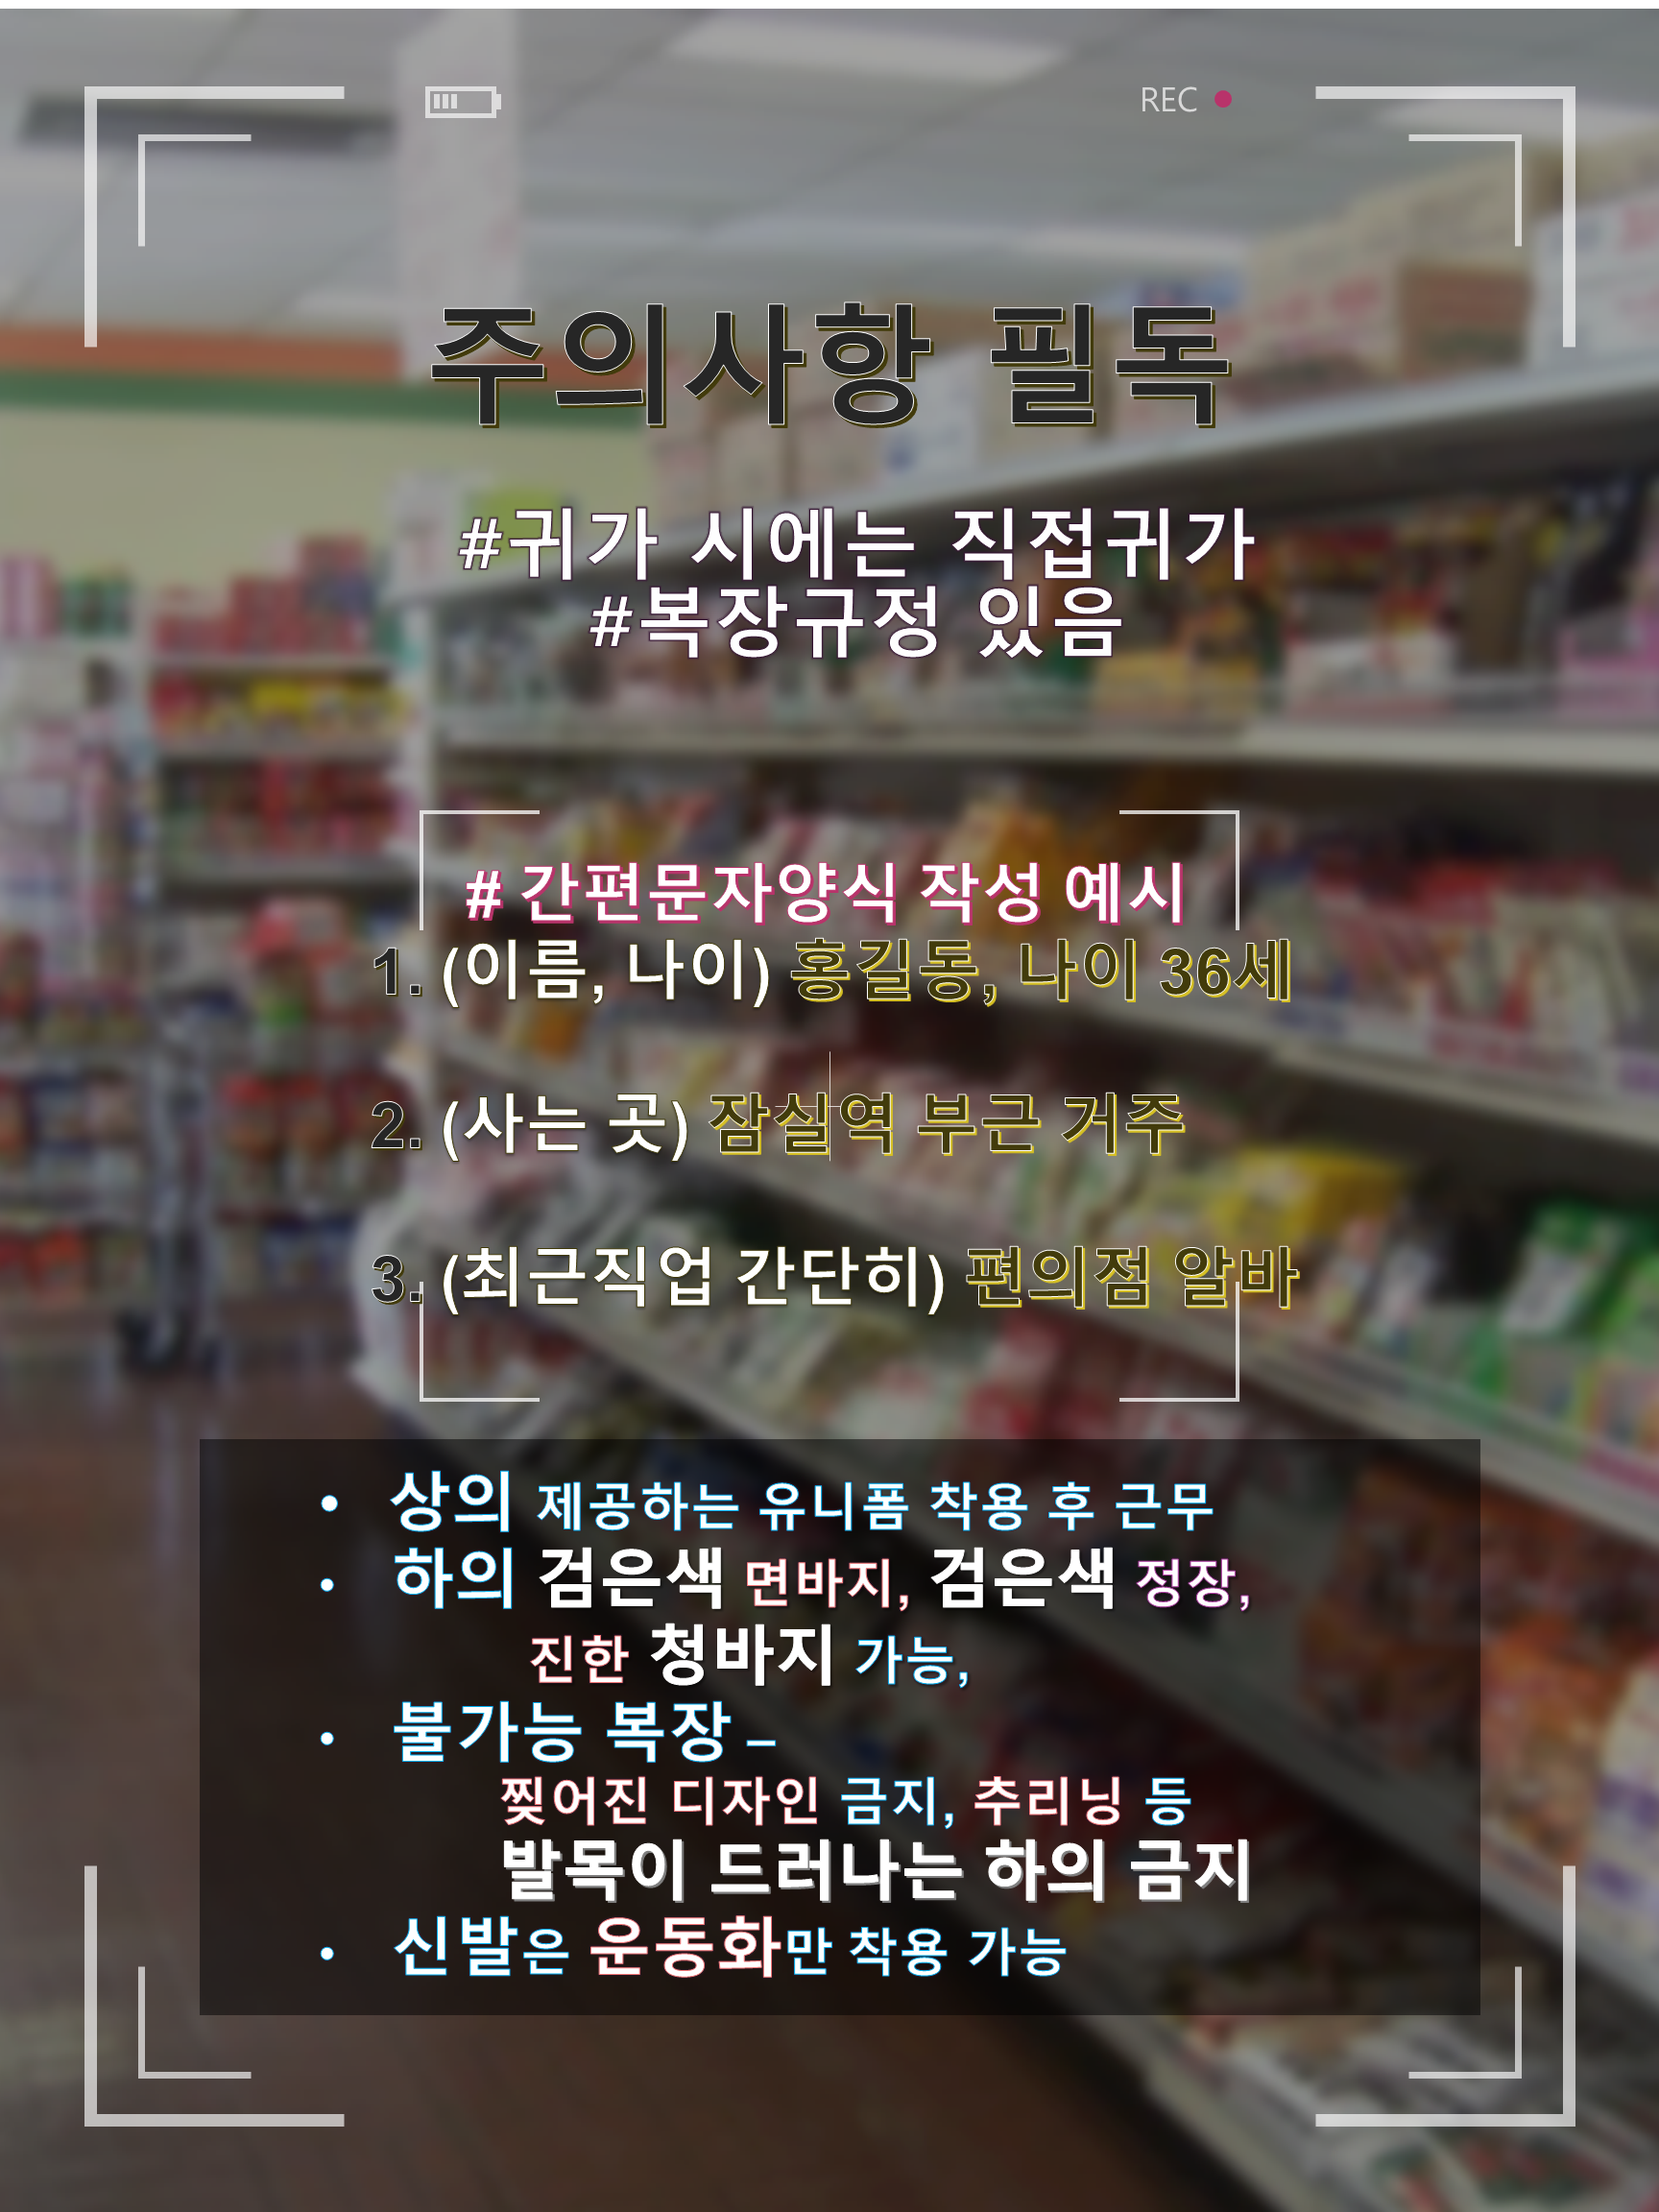 REC
주의사항 필독
#귀가 시에는 직접귀가
#복장규정 있음
# 간편문자양식 작성 예시
1. (이름, 나이) 홍길동, 나이 36세
2. (사는 곳) 잠실역 부근 거주
3. (최근직업 간단히) 편의점 알바
• 상의 제공하는 유니폼 착용 후 근무
• 하의 검은색 면바지, 검은색 정장,
진한 청바지 가능,
• 불가능 복장 –
찢어진 디자인 금지, 추리닝 등
발목이 드러나는 하의 금지
• 신발은 운동화만 착용 가능